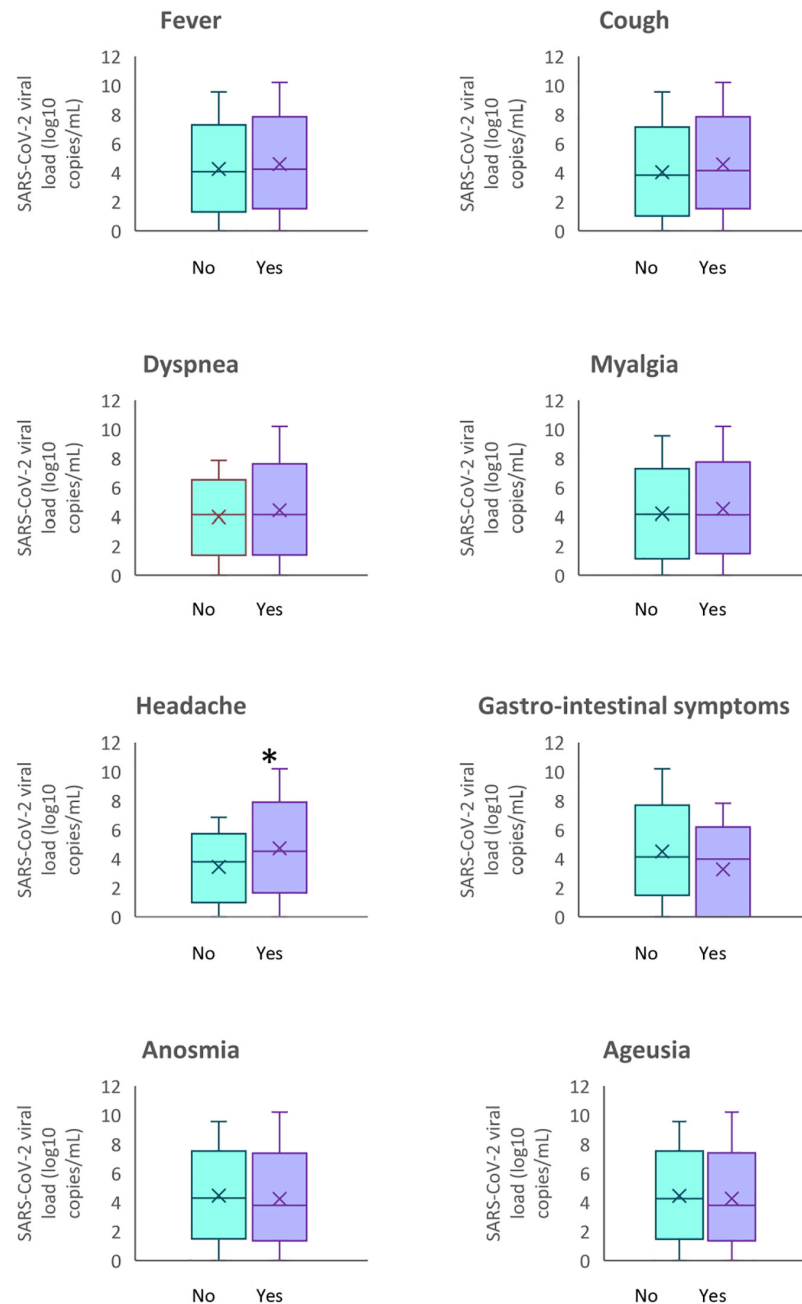 Fever
SARS-CoV-2 viral
load (log10
copies/mL)
12
10
8
6
4
2
0
No Yes
Cough
SARS-CoV-2 viral
load (log10
copies/mL)
12
10
8
6
4
2
0
No Yes
Dyspnea
SARS-CoV-2 viral
load (log10
copies/mL)
12
10
8
6
4
2
0
No Yes
Myalgia
SARS-CoV-2 viral
load (log10
copies/mL)
12
10
8
6
4
2
0
No Yes
Headache
SARS-CoV-2 viral
load (log10
copies/mL)
12
10
8
6
4
2
0
*
No Yes
Gastro-intestinal symptoms
SARS-CoV-2 viral
load (log10
copies/mL)
12
10
8
6
4
2
0
No Yes
Anosmia
SARS-CoV-2 viral
load (log10
copies/mL)
12
10
8
6
4
2
0
No Yes
Ageusia
SARS-CoV-2 viral
load (log10
copies/mL)
12
10
8
6
4
2
0
No Yes